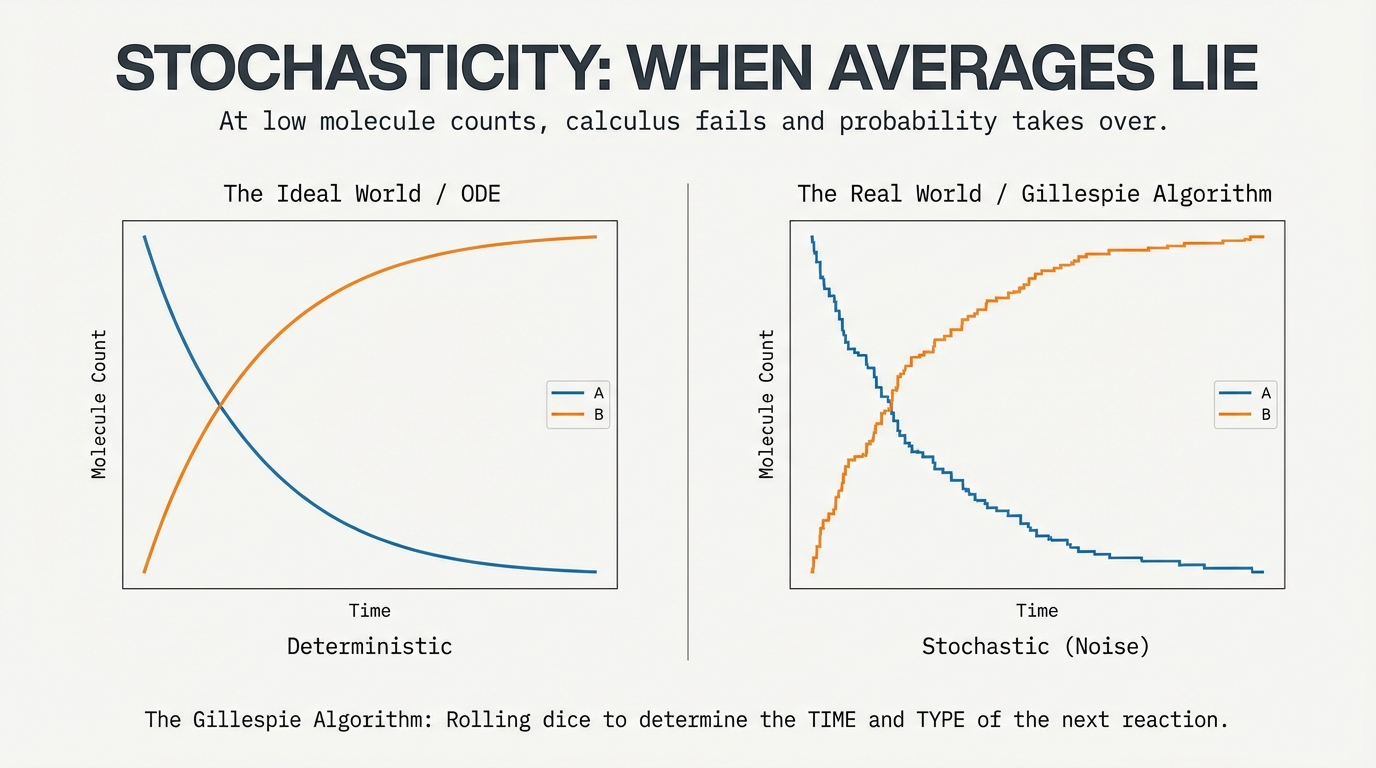 STOCHASTICITY: WHEN AVERAGES LIE
At low molecule counts, calculus fails and probability takes over.
The Ideal World / ODE
Molecule Count
A
B
Time
Deterministic
The Real World / Gillespie Algorithm
Molecule Count
A
B
Time
Stochastic (Noise)
The Gillespie Algorithm: Rolling dice to determine the TIME and TYPE of the next reaction.